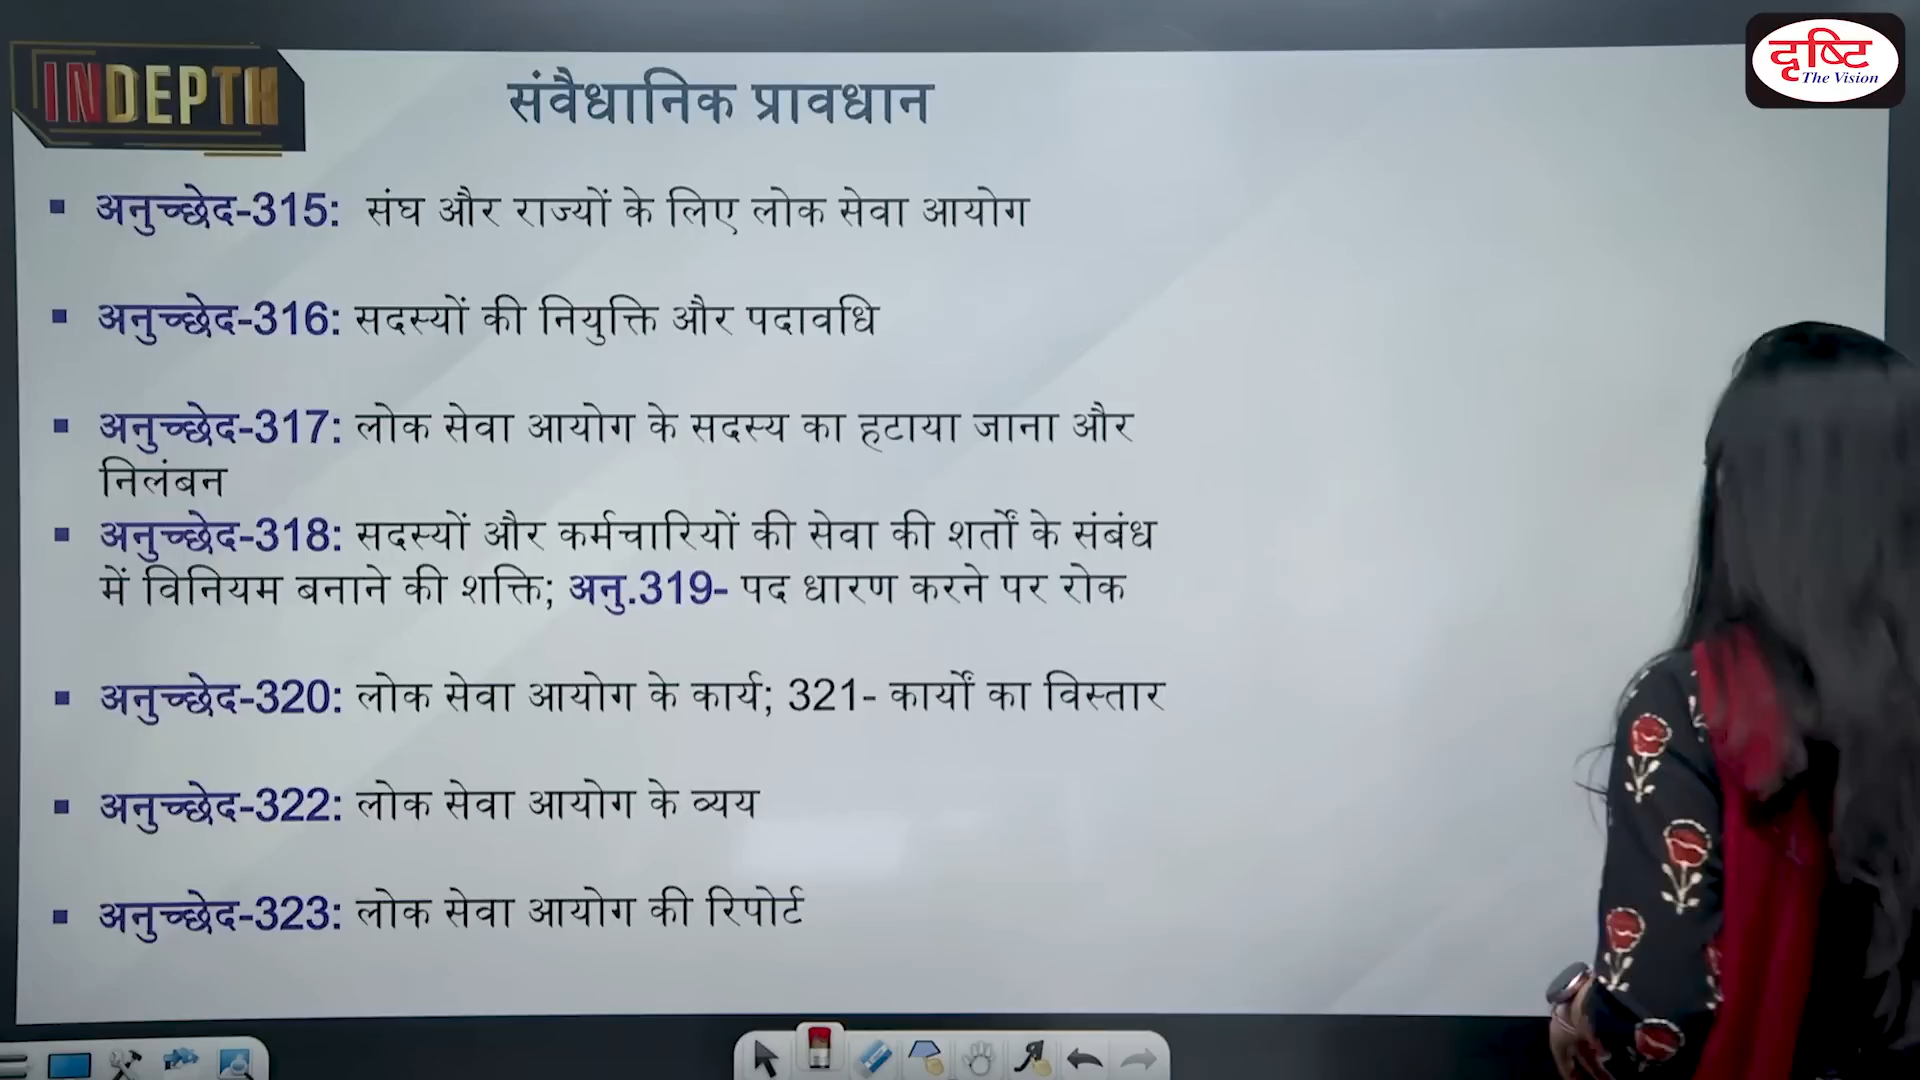 INDEPTH
दृष्टि
The Vision
संवैधानिक प्रावधान
▪ अनुच्छेद-315: संघ और राज्यों के लिए लोक सेवा आयोग
▪ अनुच्छेद-316: सदस्यों की नियुक्ति और पदावधि
▪ अनुच्छेद-317: लोक सेवा आयोग के सदस्य का हटाया जाना और
निलंबन
▪ अनुच्छेद-318: सदस्यों और कर्मचारियों की सेवा की शर्तों के संबंध
में विनियम बनाने की शक्ति; अनु.319- पद धारण करने पर रोक
▪ अनुच्छेद-320: लोक सेवा आयोग के कार्य; 321- कार्यों का विस्तार
▪ अनुच्छेद-322: लोक सेवा आयोग के व्यय
▪ अनुच्छेद-323: लोक सेवा आयोग की रिपोर्ट